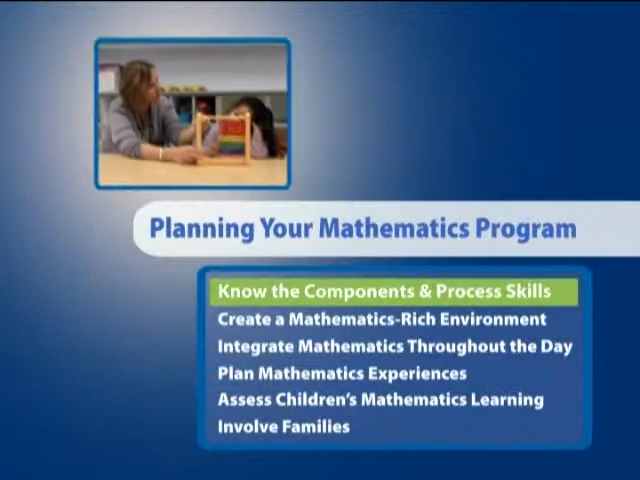 Planning Your Mathematics Program
Know the Components & Process Skills
Create a Mathematics-Rich Environment
Integrate Mathematics Throughout the Day
Plan Mathematics Experiences
Assess Children's Mathematics Learning
Involve Families